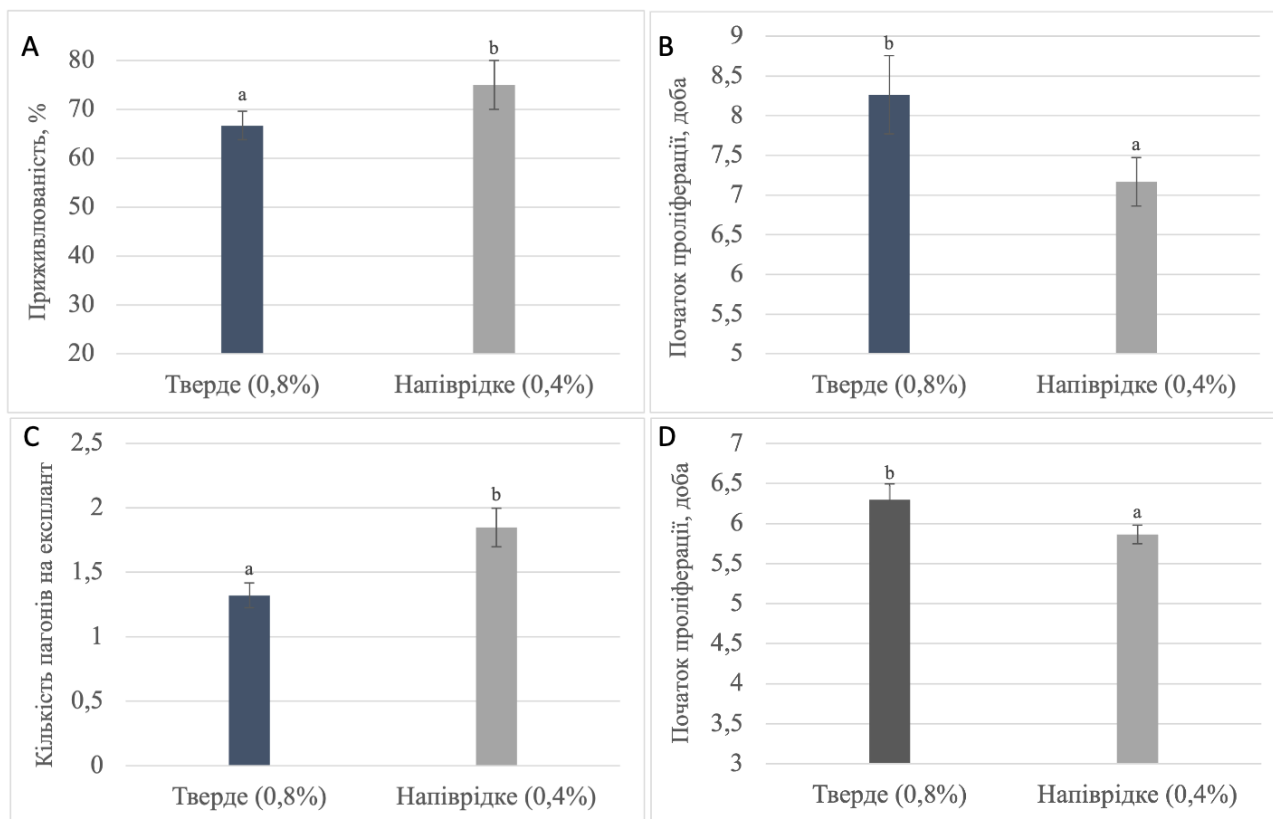 A
Приживлюваність, %
80
70
60
50
40
30
20
a
b
Тверде (0,8%)
Напіврідке (0,4%)
B
Початок проліферації, доба
9
8,5
8
7,5
7
6,5
6
5,5
5
b
a
Тверде (0,8%)
Напіврідке (0,4%)
C
Кількість пагонів на експлант
2,5
2
1,5
1
0,5
0
a
b
Тверде (0,8%)
Напіврідке (0,4%)
D
Початок проліферації, доба
7
6,5
6
5,5
5
4,5
4
3,5
3
b
a
Тверде (0,8%)
Напіврідке (0,4%)